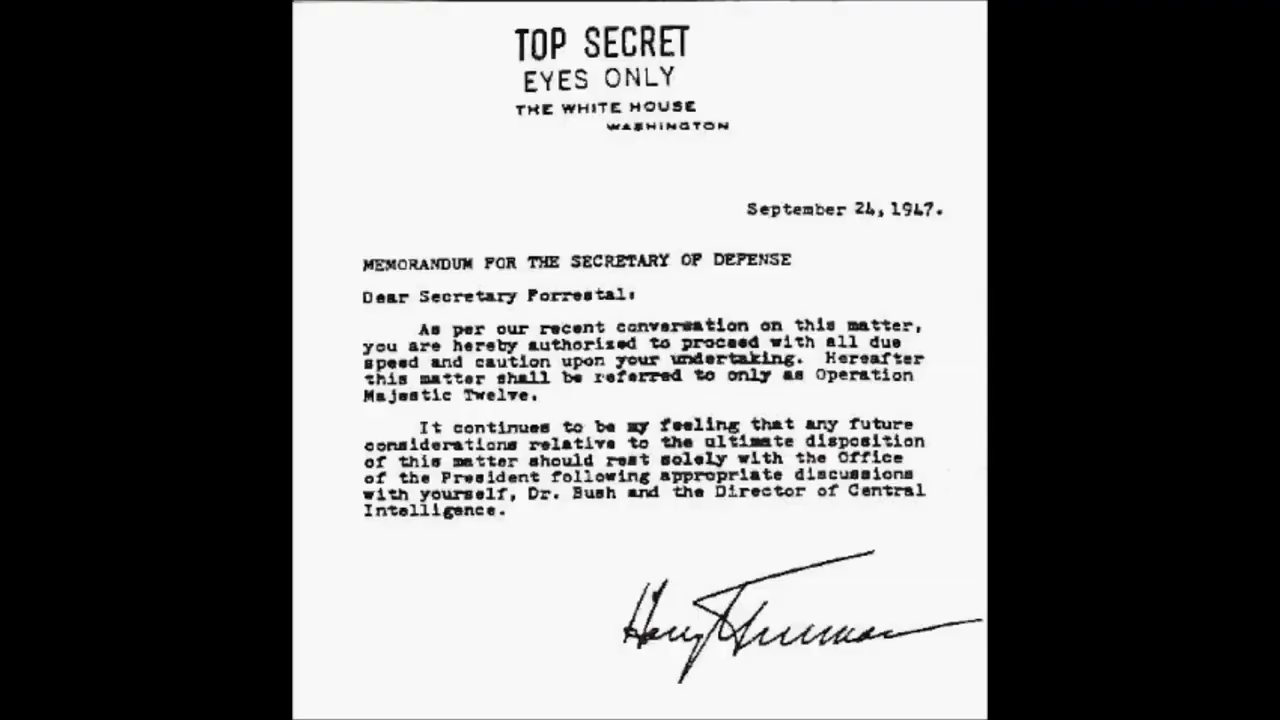 TOP SECRET
EYES ONLY
THE WHITE HOUSE
WASHINGTON
September 24, 1947.
MEMORANDUM FOR THE SECRETARY OF DEFENSE
Dear Secretary Forrestal:
As per our recent conversation on this matter,
you are hereby authorized to proceed with all due
speed and caution upon your undertaking. Hereafter
this matter shall be referred to only as Operation
Majestic Twelve.
It continues to be my feeling that any future
considerations relative to the ultimate disposition
of this matter should rest solely with the Office
of the President following appropriate discussions
with yourself, Dr. Bush and the Director of Central
Intelligence.
Harry Truman